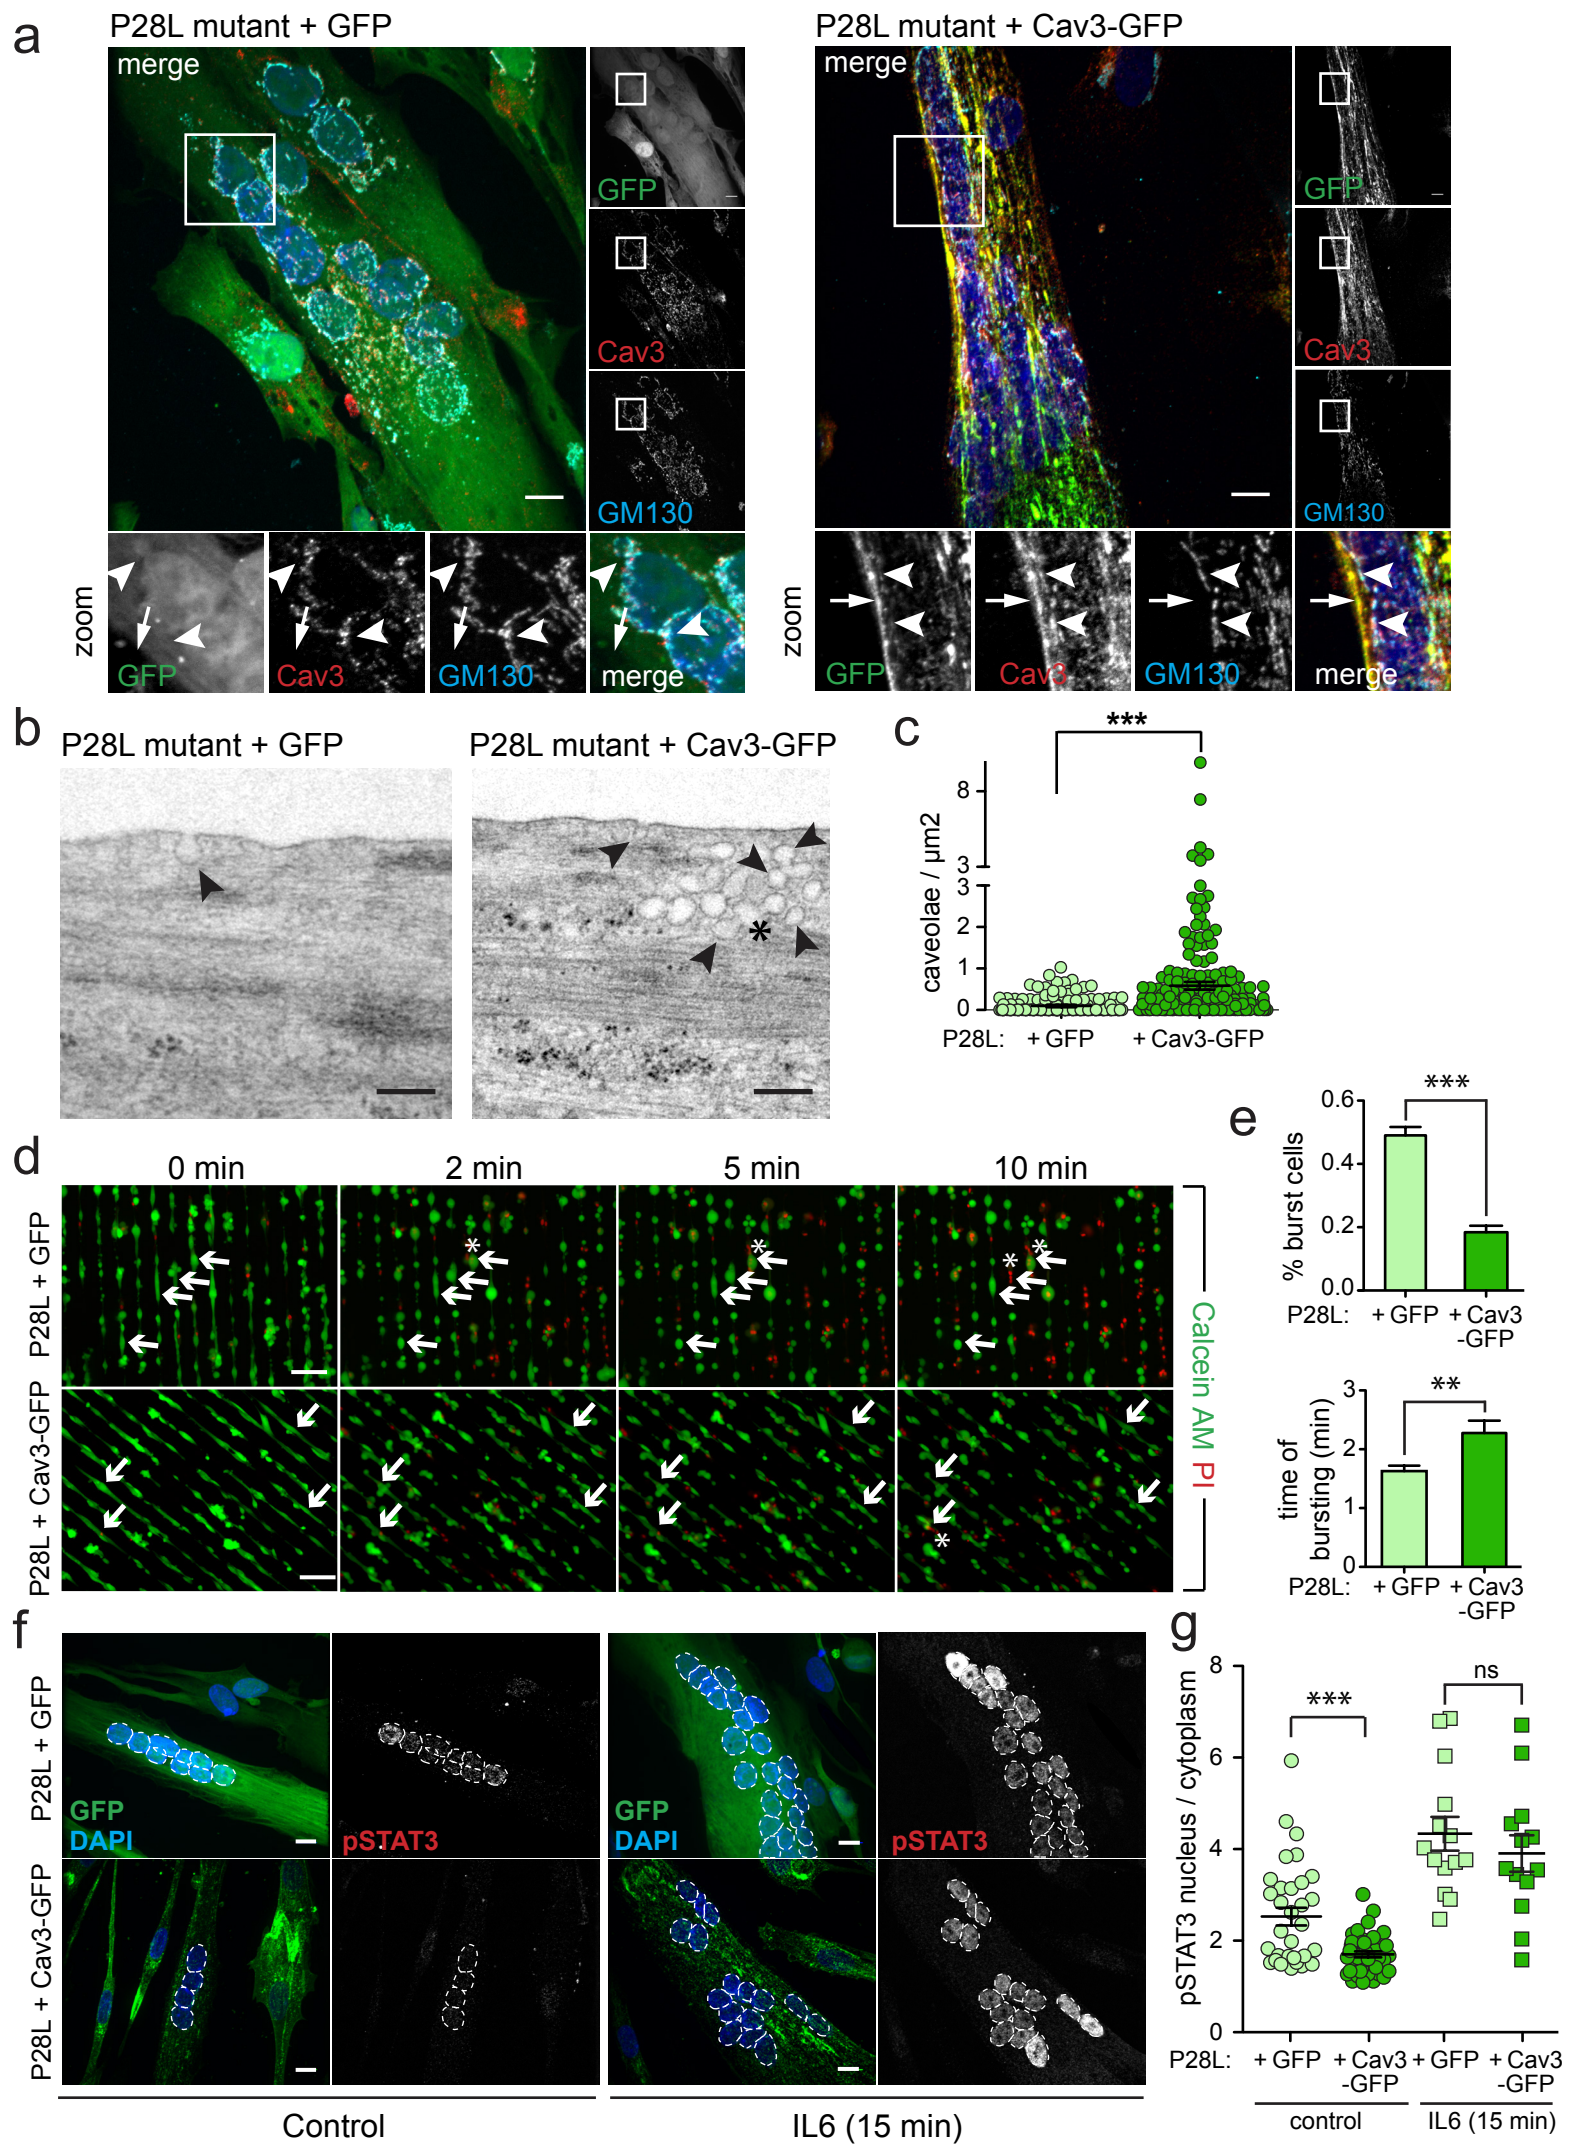 a
P28L mutant + GFP
P28L mutant + Cav3-GFP
merge
GFP
Cav3
GM130
merge
GFP
Cav3
GM130
zoom
GFP
Cav3
GM130
merge
zoom
GFP
Cav3
GM130
merge
b
P28L mutant + GFP
P28L mutant + Cav3-GFP
*
c
***
caveolae / µm2
8
3
3
2
1
0
P28L: + GFP + Cav3-GFP
d
0 min 2 min 5 min 10 min
P28L + GFP
* * * *
P28L + Cav3-GFP
*
Calcein AM PI
e
***
% burst cells
0.6
0.4
0.2
0.0
P28L: + GFP + Cav3
-GFP
**
time of
bursting (min)
3
2
1
0
P28L: + GFP + Cav3
-GFP
f
P28L + GFP
GFP
DAPI
pSTAT3
GFP
DAPI
pSTAT3
P28L + Cav3-GFP
Control
IL6 (15 min)
g
pSTAT3 nucleus / cytoplasm
8
6
4
2
0
***
ns
P28L: + GFP + Cav3 + GFP + Cav3
-GFP -GFP
control IL6 (15 min)